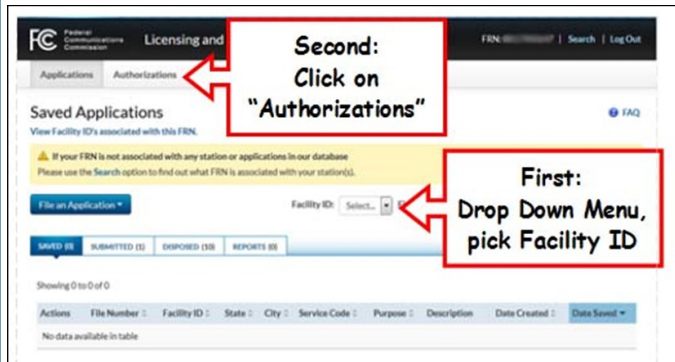 FCC Federal Communications Commission
Licensing and
FRN: | Search | Log Out
Second:
Click on
"Authorizations"
Applications Authorizations
Saved Applications
FAQ
View Facility ID's associated with this FRN.
If your FRN is not associated with any station or applications in our database
Please use the Search option to find out what FRN is associated with your station(s).
First:
Drop Down Menu,
pick Facility ID
File an Application
Facility ID: Select...
SAVED (0) SUBMITTED (1) DISPOSED (10) REPORTS (0)
Showing 0 to 0 of 0
Actions File Number Facility ID State City Service Code Purpose Description Date Created Date Saved
No data available in table